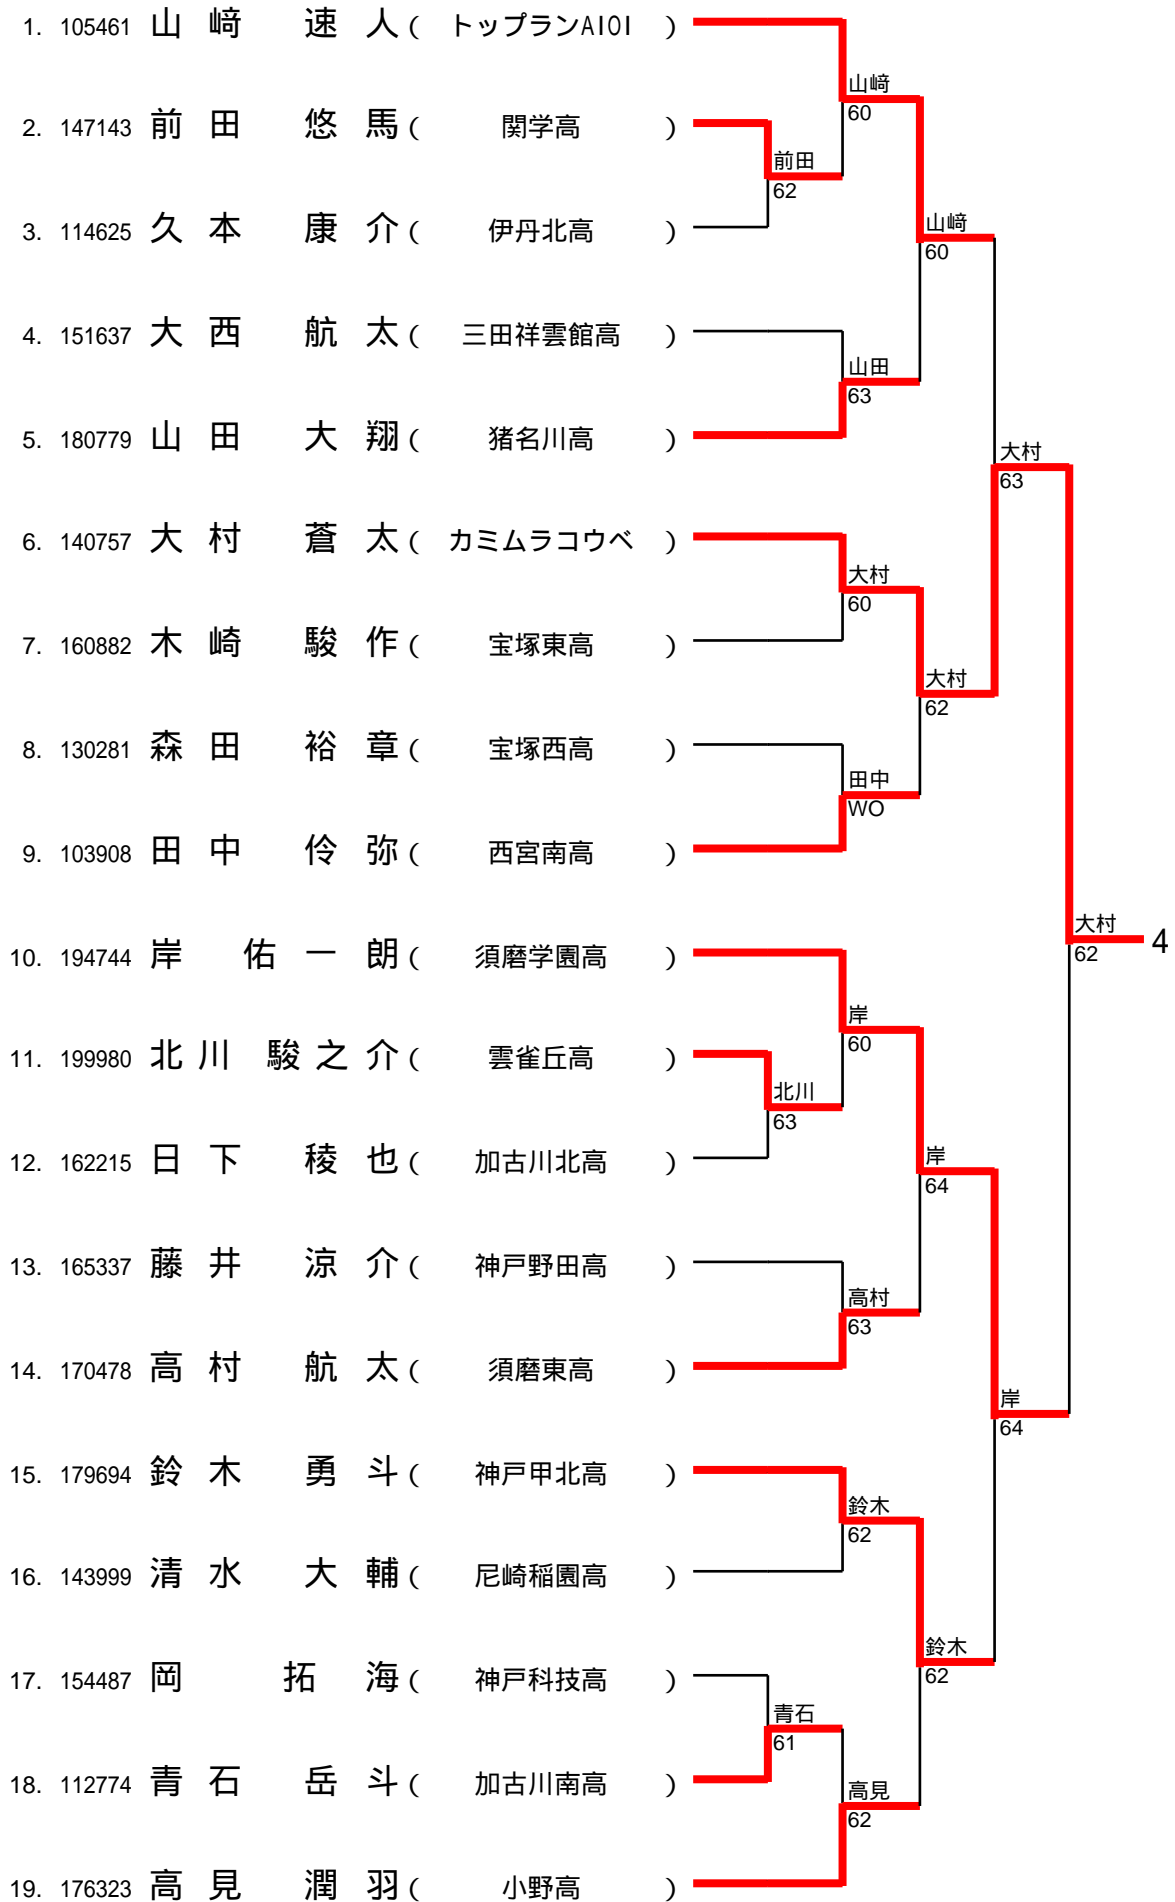 1. 105461 山﨑 速人 ( トップランAIOI )
山﨑
60
2. 147143 前田 悠馬 ( 関学高 )
前田
62
3. 114625 久本 康介 ( 伊丹北高 )
山﨑
60
4. 151637 大西 航太 ( 三田祥雲館高 )
山田
63
5. 180779 山田 大翔 ( 猪名川高 )
大村
63
6. 140757 大村 蒼太 ( カミムラコウベ )
大村
60
7. 160882 木崎 駿作 ( 宝塚東高 )
大村
62
8. 130281 森田 裕章 ( 宝塚西高 )
田中
WO
9. 103908 田中 伶弥 ( 西宮南高 )
大村
62
4
10. 194744 岸 佑一朗 ( 須磨学園高 )
岸
60
11. 199980 北川 駿之介 ( 雲雀丘高 )
北川
63
12. 162215 日下 稜也 ( 加古川北高 )
岸
64
13. 165337 藤井 涼介 ( 神戸野田高 )
高村
63
14. 170478 高村 航太 ( 須磨東高 )
岸
64
15. 179694 鈴木 勇斗 ( 神戸甲北高 )
鈴木
62
16. 143999 清水 大輔 ( 尼崎稲園高 )
鈴木
62
17. 154487 岡 拓海 ( 神戸科技高 )
青石
61
18. 112774 青石 岳斗 ( 加古川南高 )
高見
62
19. 176323 高見 潤羽 ( 小野高 )